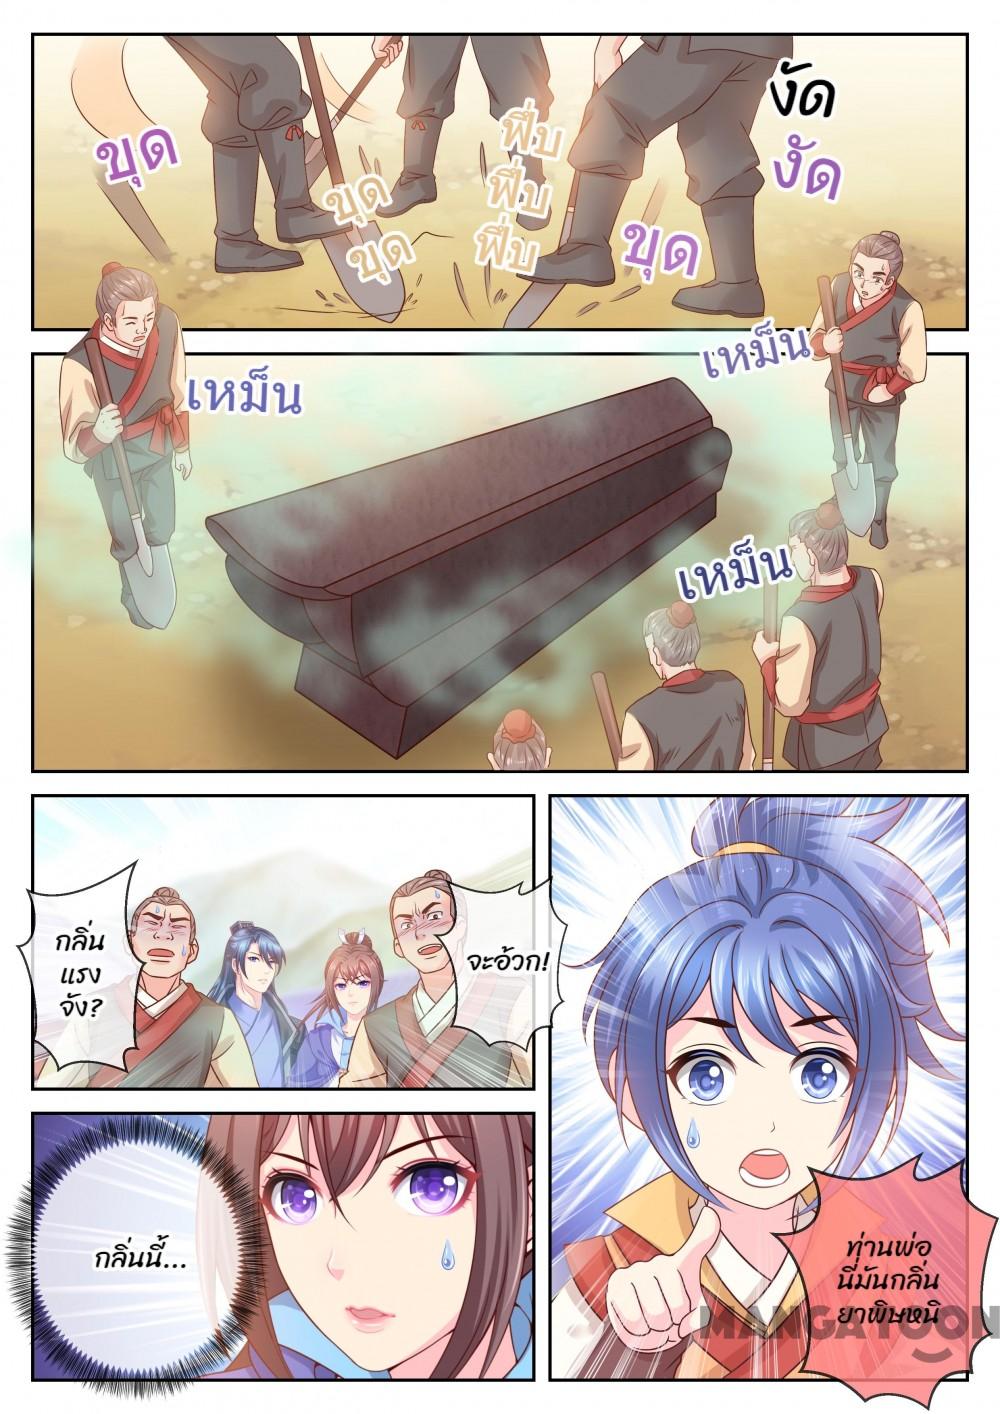 งัด
งัด
ขุด
ขุด
ขุด
ฟึ่บ
ฟึ่บ
ฟึ่บ
ขุด
เหม็น
เหม็น
เหม็น
กลิ่น
แรง
จัง?
จะอ้วก!
กลิ่นนี้...
ท่านพ่อ
นี่มันกลิ่น
ยาพิษหนิ
MANGATOON